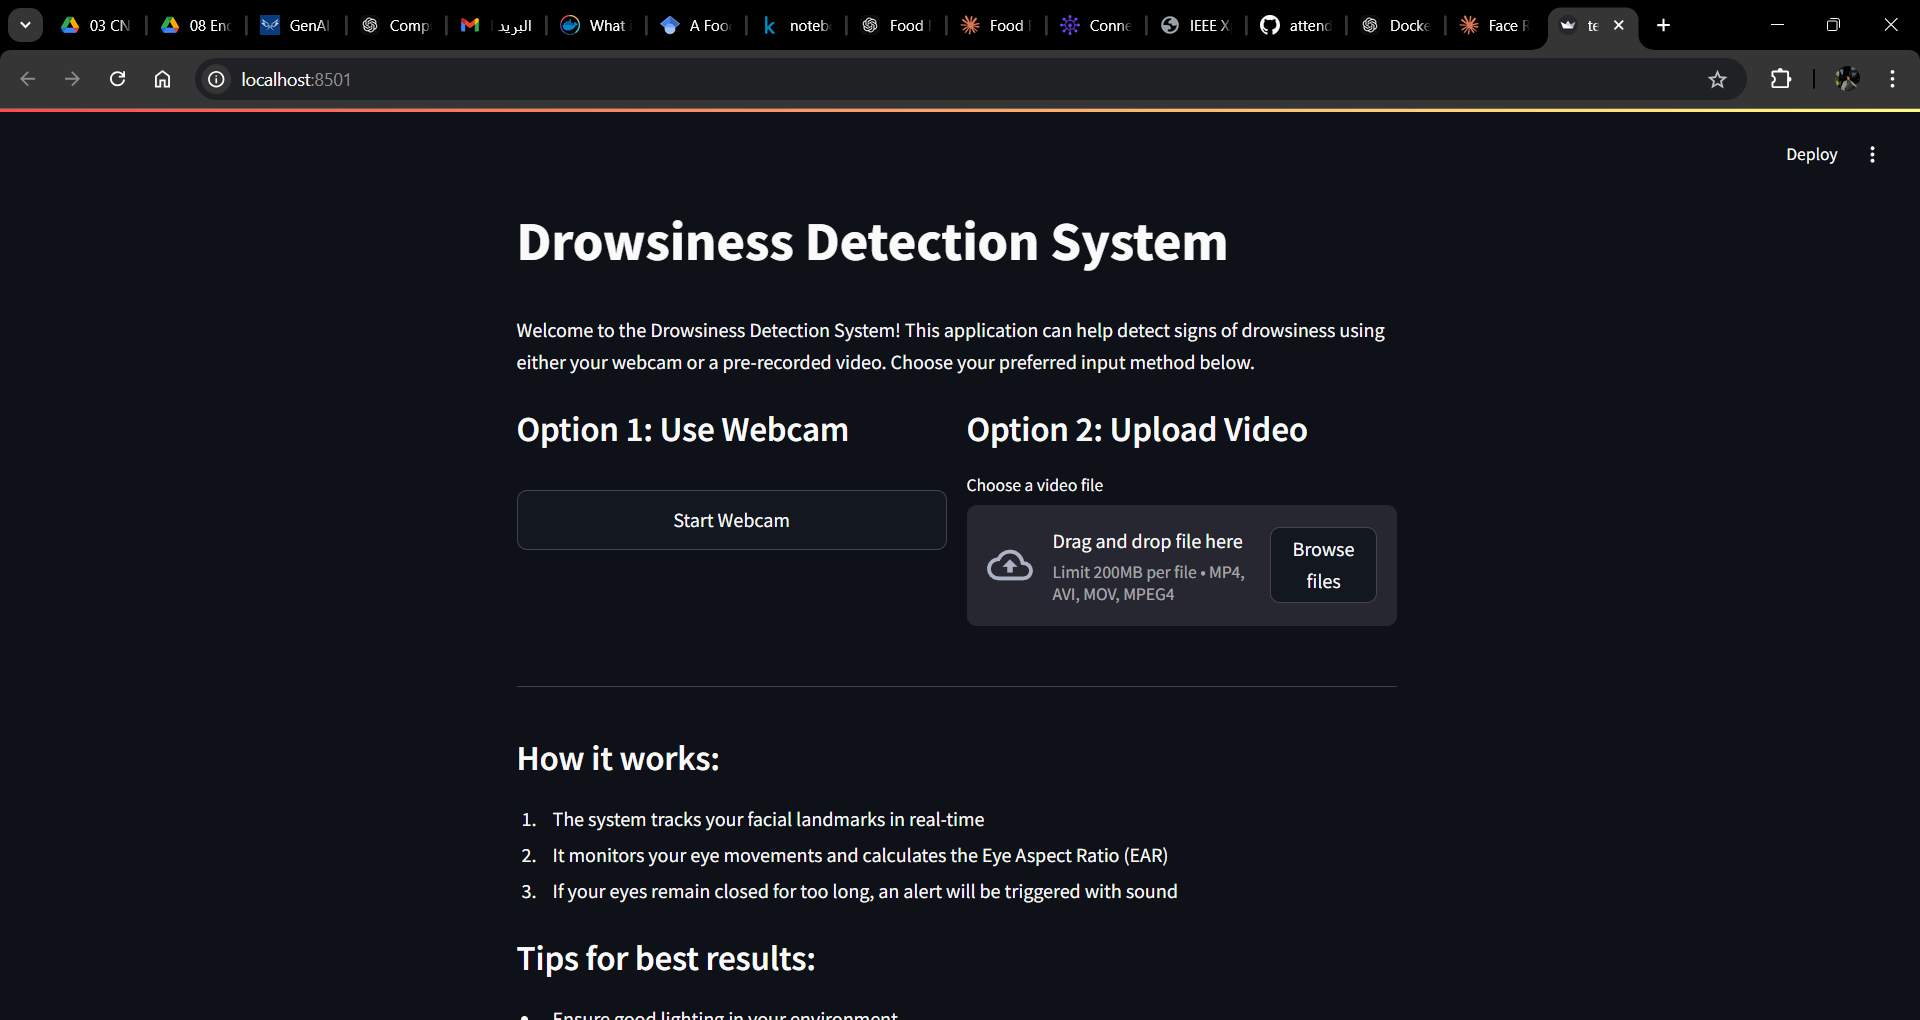 03 CN
08 Enc
GenAI
Comp
البريد
What i
A Foo
noteb
Food
Food
Conne
IEEE X
attend
Docke
Face R
te
localhost:8501
Deploy
Drowsiness Detection System
Welcome to the Drowsiness Detection System! This application can help detect signs of drowsiness using
either your webcam or a pre-recorded video. Choose your preferred input method below.
Option 1: Use Webcam
Start Webcam
Option 2: Upload Video
Choose a video file
Drag and drop file here
Limit 200MB per file • MP4,
AVI, MOV, MPEG4
Browse
files
How it works:
1. The system tracks your facial landmarks in real-time
2. It monitors your eye movements and calculates the Eye Aspect Ratio (EAR)
3. If your eyes remain closed for too long, an alert will be triggered with sound
Tips for best results:
• Ensure good lighting in your environment